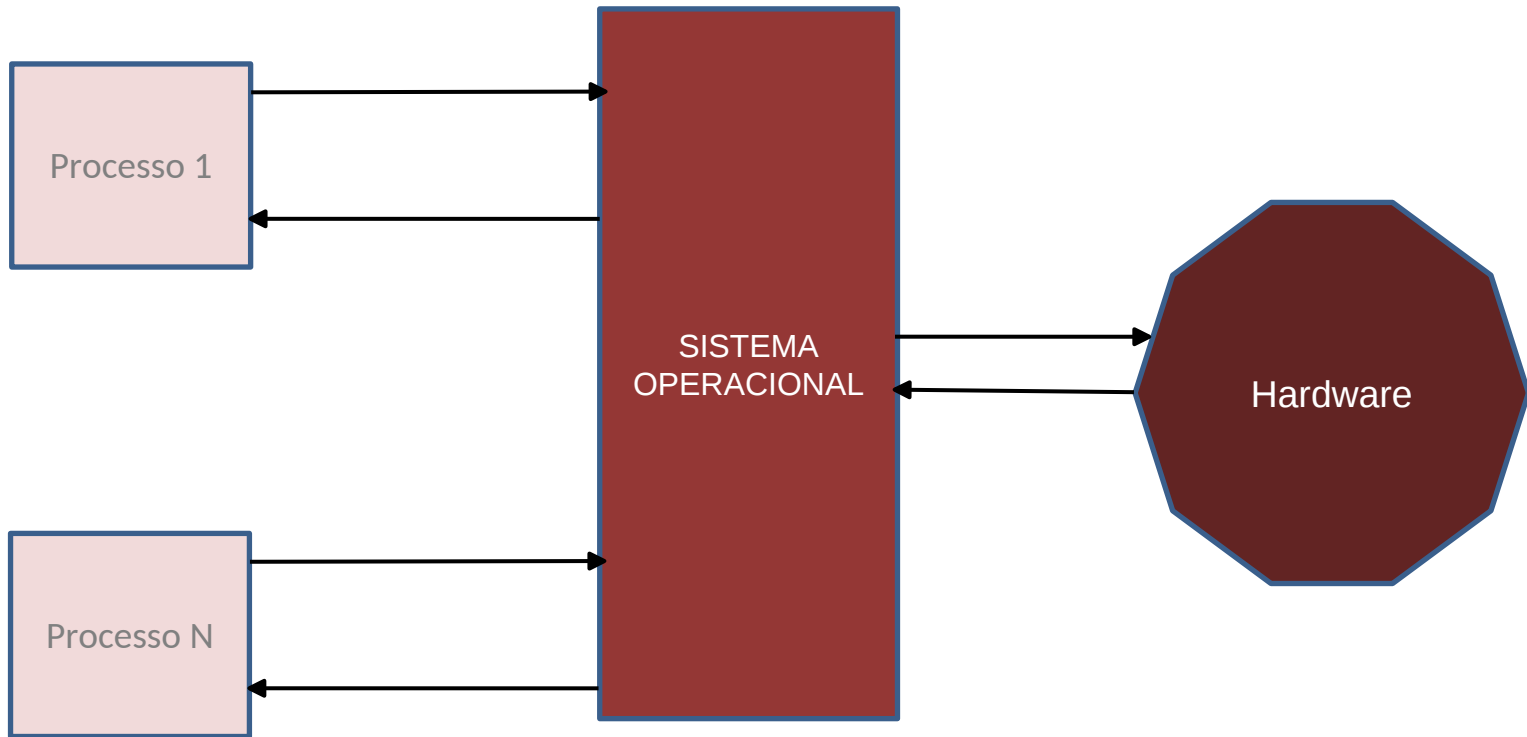 Processo 1
SISTEMA
OPERACIONAL
Hardware
Processo N